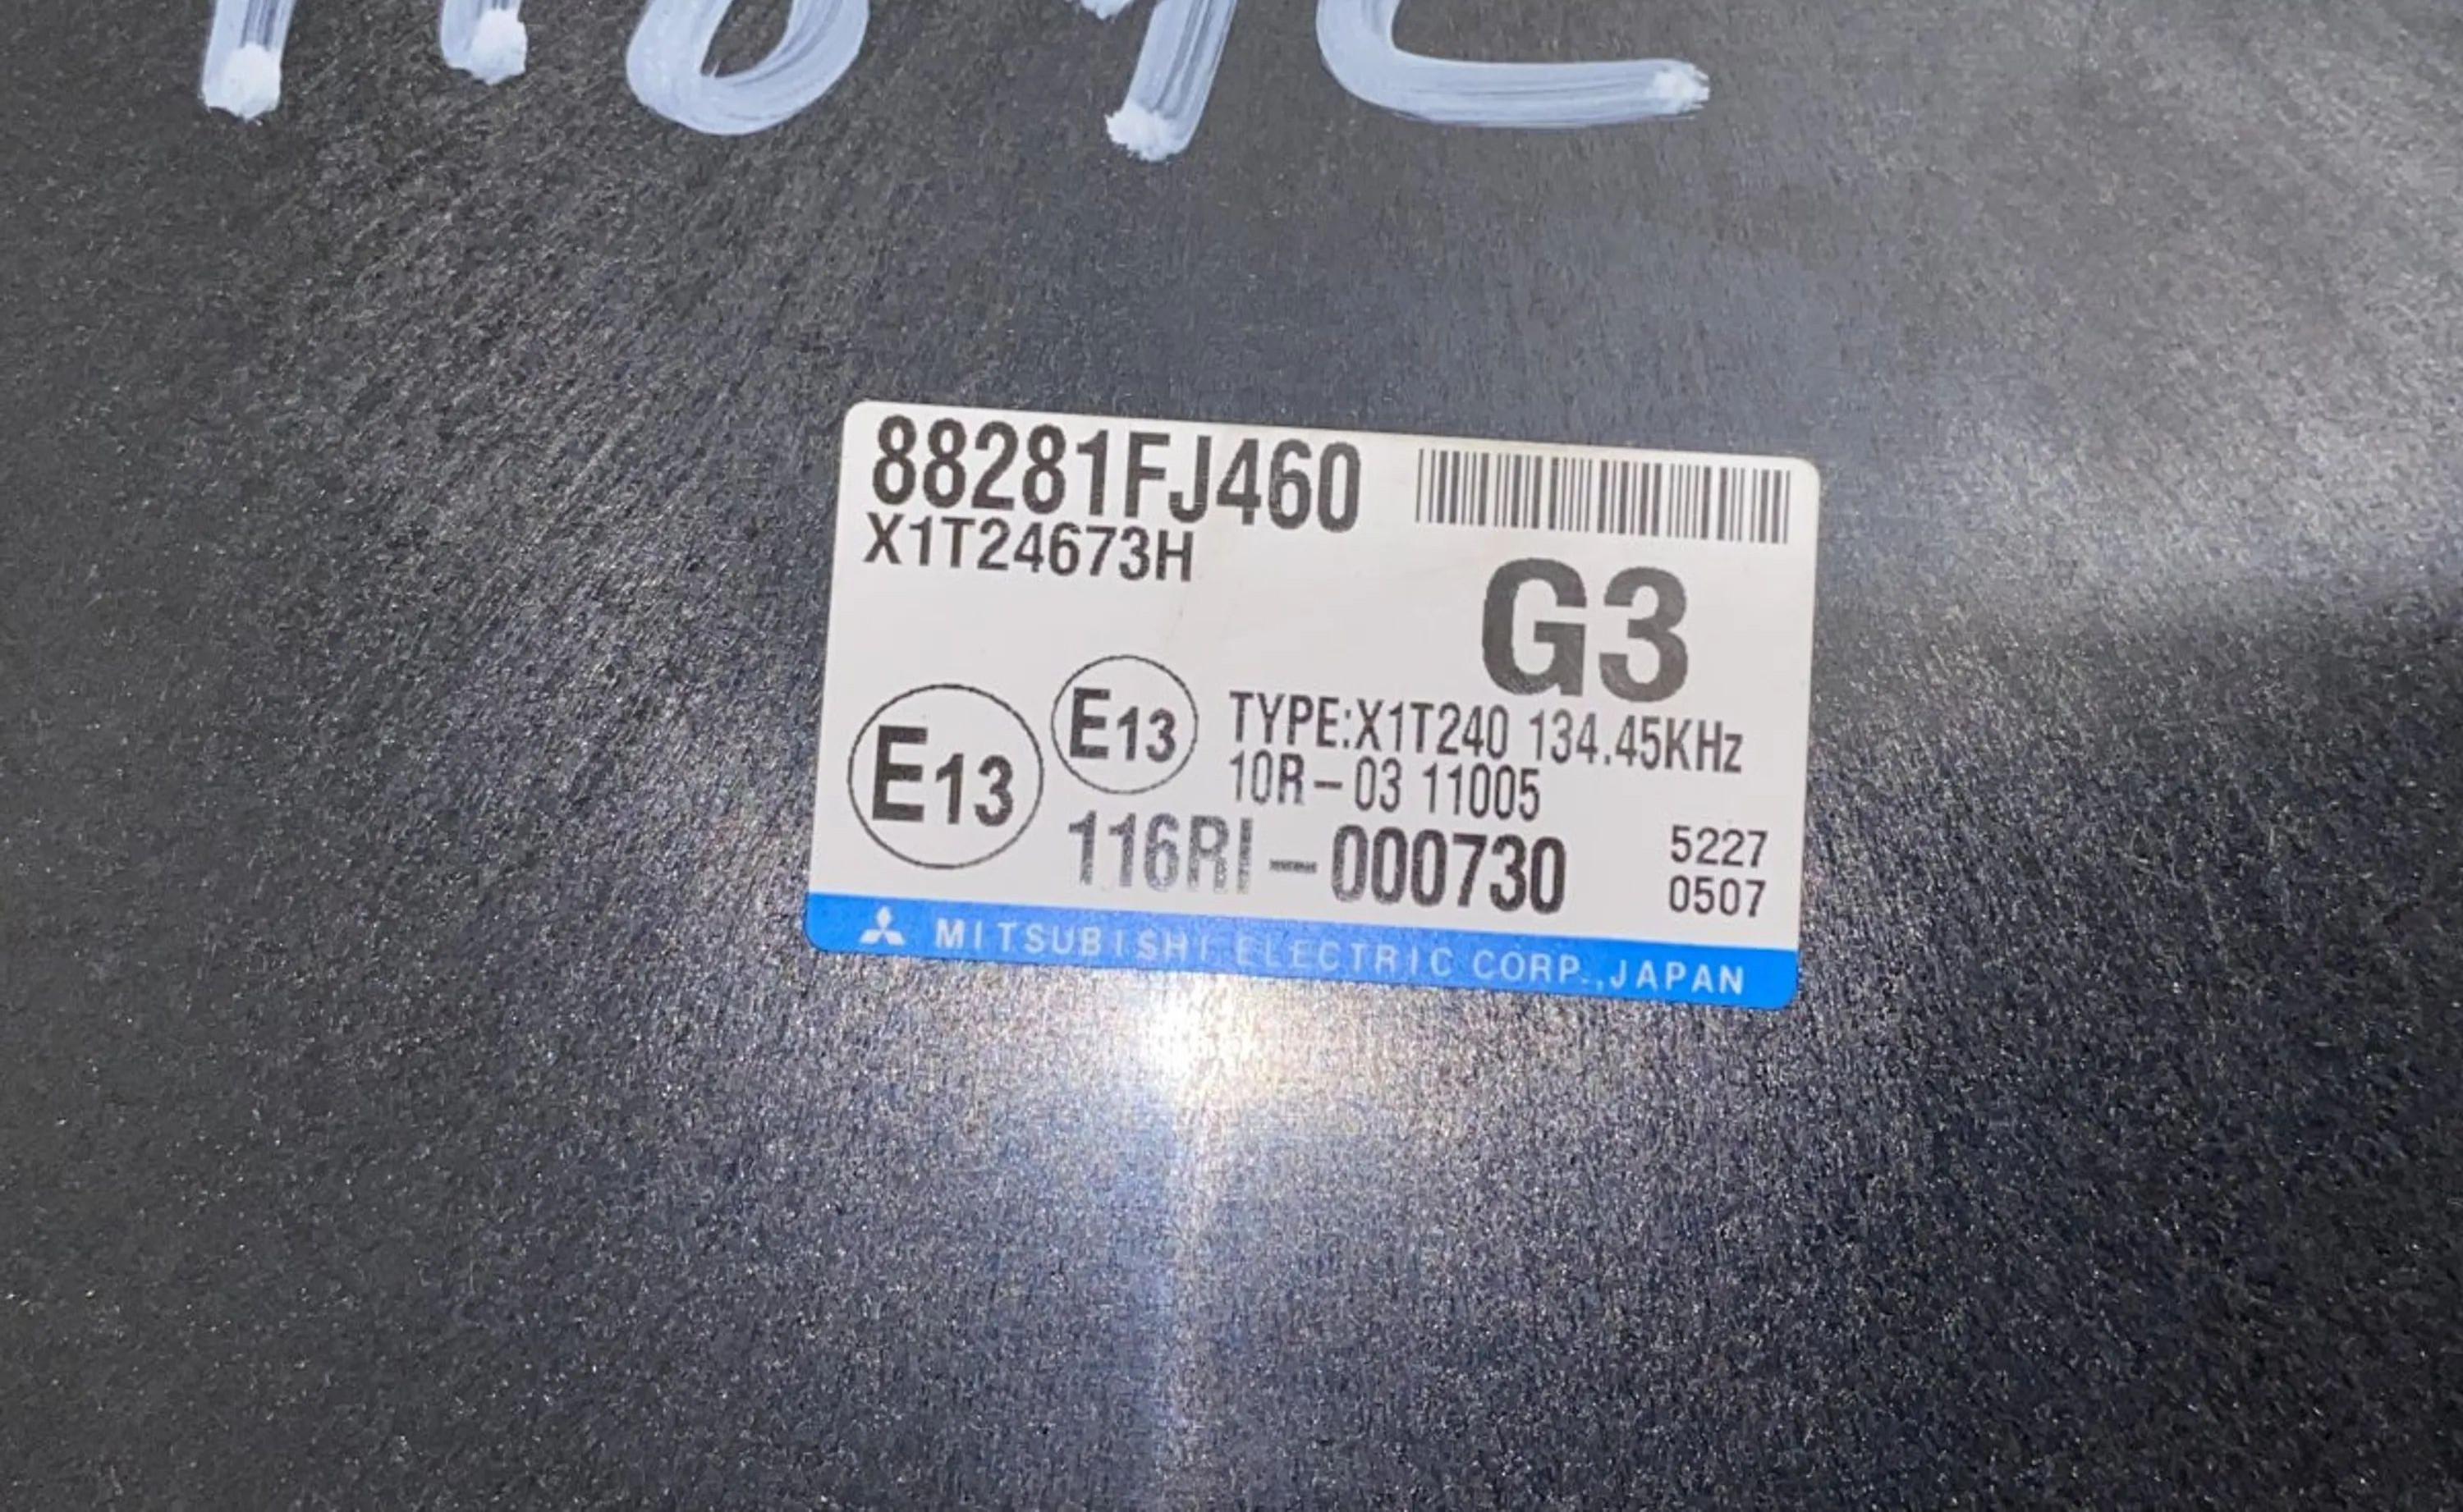 88281FJ460
X1T24673H
G3
E13
E13
TYPE:X1T240 134.45KHz
10R-03 11005
116RI-000730
5227
0507
MITSUBISHI ELECTRIC CORP.,JAPAN